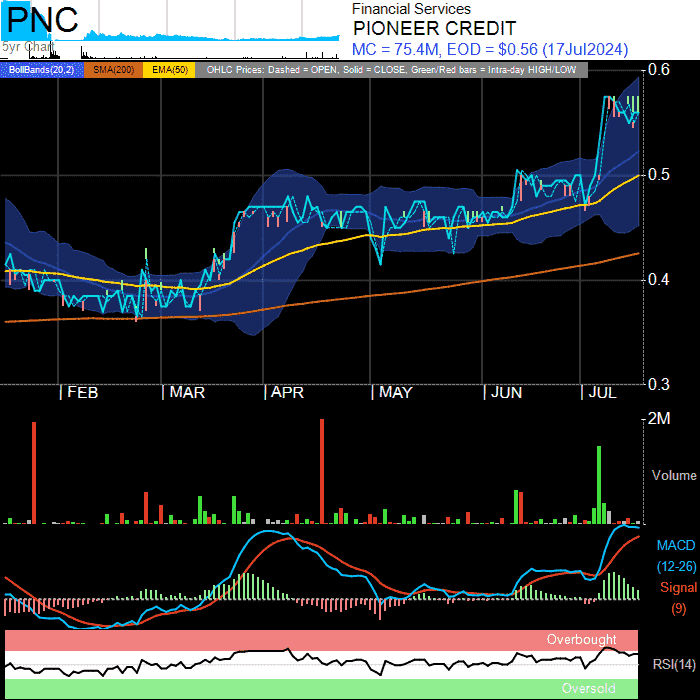 PNC
5yr Chart
Financial Services
PIONEER CREDIT
MC = 75.4M, EOD = $0.56 (17Jul2024)
BollBands(20,2) SMA(200) EMA(50) OHLC Prices: Dashed = OPEN, Solid = CLOSE, Green/Red bars = Intra-day HIGH/LOW
0.6
0.5
0.4
0.3
FEB MAR APR MAY JUN JUL
2M
Volume
MACD
(12-26)
Signal
(9)
Overbought
RSI(14)
Oversold